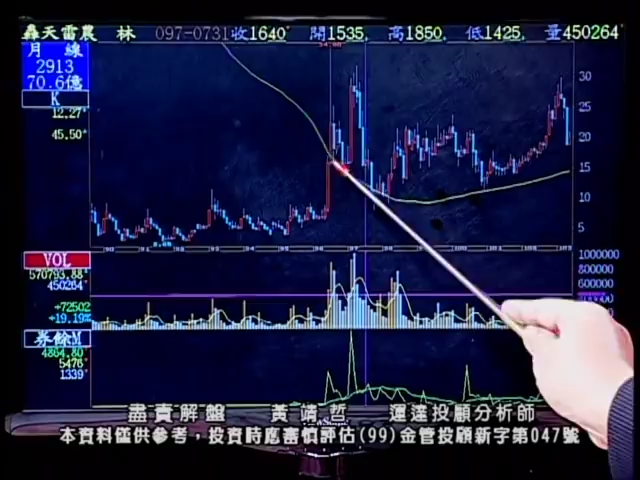 轟天雷農 林 097-0731收1640 開1535, 高1850, 低1425, 量450264
月 線
2913
70.6億
K
12.27
45.50
30
25
20
15
10
5
VOL
570793.88
450264
+72502
+19.19%
1000000
800000
600000
券餘M
4864.80
5476
1339
盡責解盤 黃靖哲 運達投顧分析師
本資料僅供參考，投資時應審慎評估(99)金管投顧新字第047號